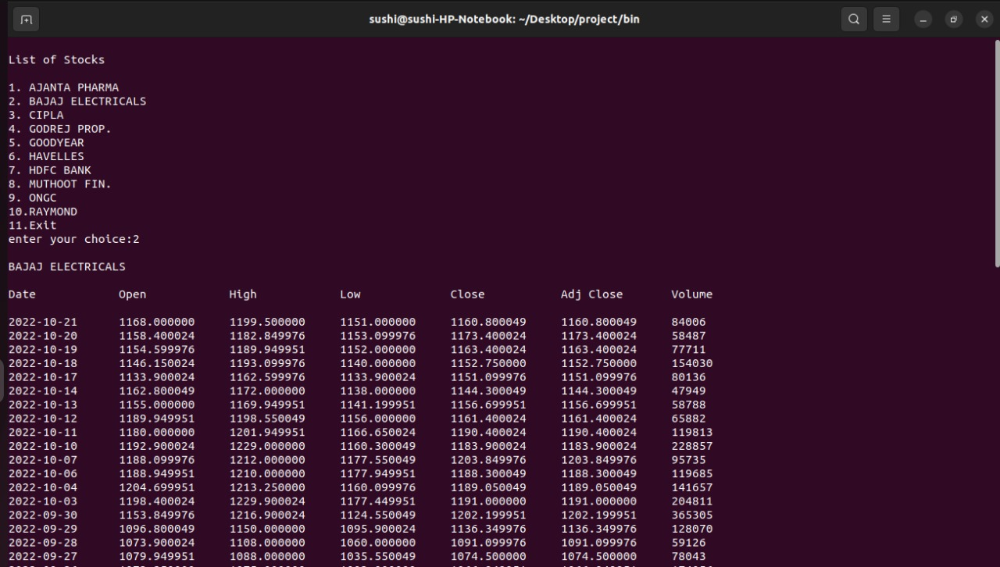 sushi@sushi-HP-Notebook: ~/Desktop/project/bin
List of Stocks
1. AJANTA PHARMA
2. BAJAJ ELECTRICALS
3. CIPLA
4. GODREJ PROP.
5. GOODYEAR
6. HAVELLES
7. HDFC BANK
8. MUTHOOT FIN.
9. ONGC
10.RAYMOND
11.Exit
enter your choice:2
BAJAJ ELECTRICALS
Date Open High Low Close Adj Close Volume
2022-10-21 1168.000000 1199.500000 1151.000000 1160.800049 1160.800049 84006
2022-10-20 1158.400024 1182.849976 1153.099976 1173.400024 1173.400024 58487
2022-10-19 1154.599976 1189.949951 1152.000000 1163.400024 1163.400024 77711
2022-10-18 1146.150024 1193.099976 1140.000000 1152.750000 1152.750000 154030
2022-10-17 1133.900024 1162.599976 1133.900024 1151.099976 1151.099976 80136
2022-10-14 1162.800049 1172.000000 1138.000000 1144.300049 1144.300049 47949
2022-10-13 1155.000000 1169.949951 1141.199951 1156.699951 1156.699951 58788
2022-10-12 1189.949951 1198.550049 1156.000000 1161.400024 1161.400024 65882
2022-10-11 1180.000000 1201.949951 1166.650024 1190.400024 1190.400024 119813
2022-10-10 1192.900024 1229.000000 1160.300049 1183.900024 1183.900024 228857
2022-10-07 1188.099976 1212.000000 1177.550049 1203.849976 1203.849976 95735
2022-10-06 1188.949951 1210.000000 1177.949951 1188.300049 1188.300049 119685
2022-10-04 1204.699951 1213.250000 1160.099976 1189.050049 1189.050049 141657
2022-10-03 1198.400024 1229.900024 1177.449951 1191.000000 1191.000000 204811
2022-09-30 1153.849976 1216.900024 1124.550049 1202.199951 1202.199951 365305
2022-09-29 1096.800049 1150.000000 1095.900024 1136.349976 1136.349976 128070
2022-09-28 1073.900024 1108.000000 1060.000000 1091.099976 1091.099976 59126
2022-09-27 1079.949951 1088.000000 1035.550049 1074.500000 1074.500000 78043